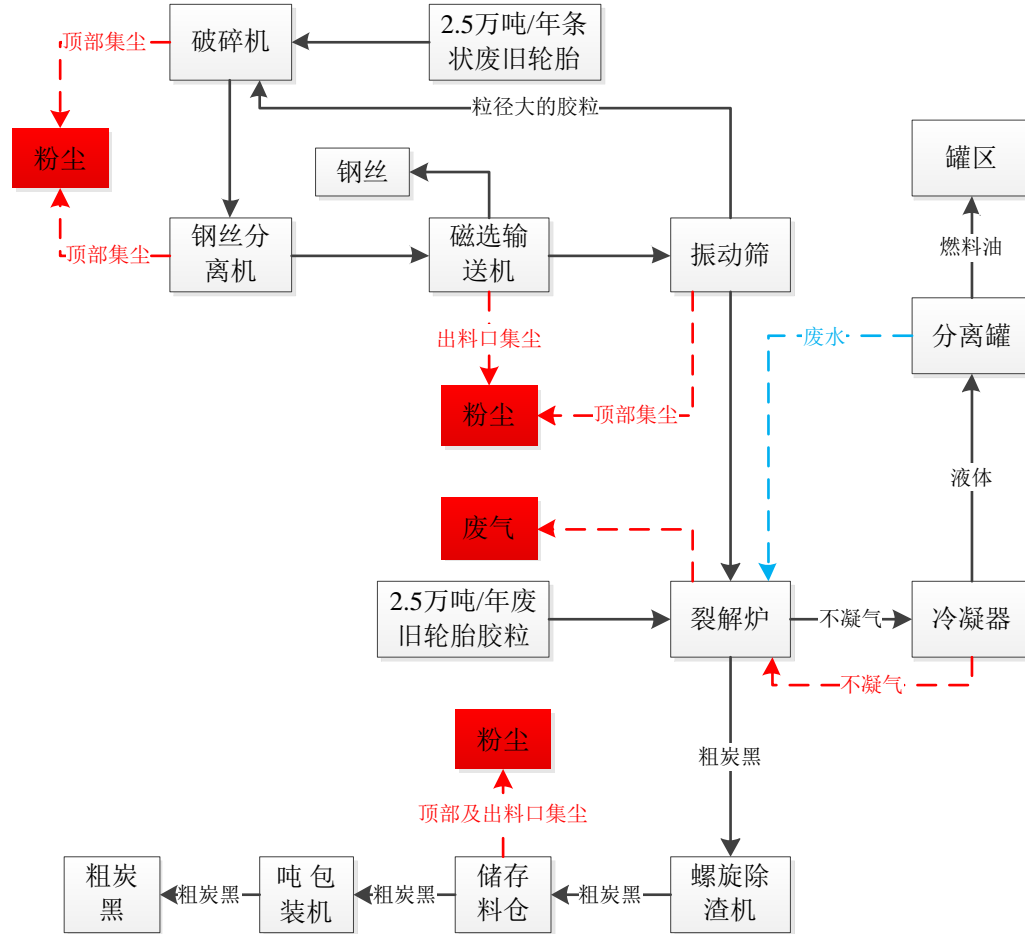 顶部集尘
破碎机
2.5万吨/年条
状废旧轮胎
粒径大的胶粒
粉尘
钢丝
罐区
顶部集尘
钢丝分
离机
磁选输
送机
振动筛
燃料油
出料口集尘
废水
分离罐
粉尘
顶部集尘
液体
废气
2.5万吨/年废
旧轮胎胶粒
裂解炉
不凝气
冷凝器
不凝气
粉尘
粗炭黑
顶部及出料口集尘
粗炭
黑
粗炭黑
吨 包
装机
粗炭黑
储存
料仓
粗炭黑
螺旋除
渣机